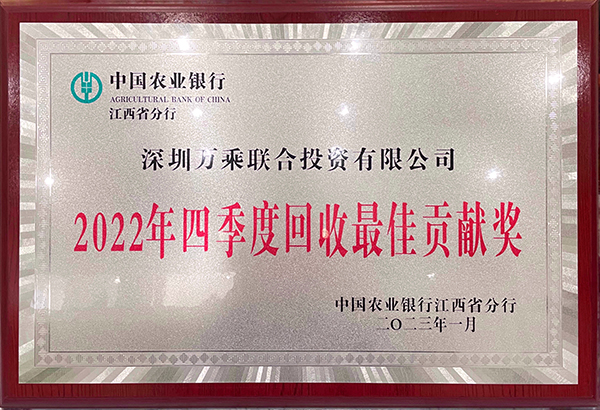 中国农业银行
AGRICULTURAL BANK OF CHINA
江西省分行
深圳万乘联合投资有限公司
2022年四季度回收最佳贡献奖
中国农业银行江西省分行
二〇二三年一月